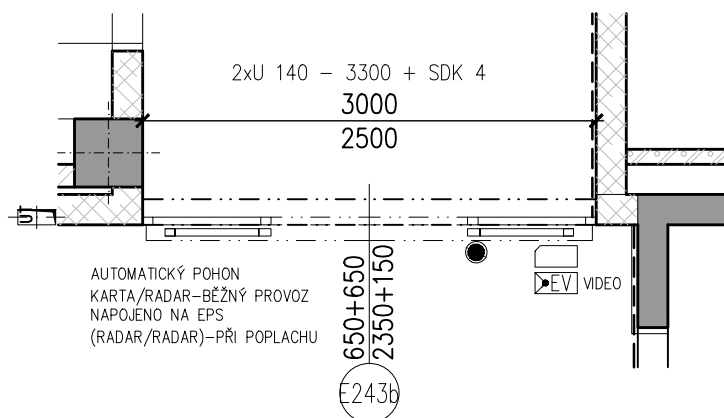 2xU 140 – 3300 + SDK 4
3000
2500
AUTOMATICKÝ POHON
KARTA/RADAR–BĚŽNÝ PROVOZ
NAPOJENO NA EPS
(RADAR/RADAR)–PŘI POPLACHU
650+650
2350+150
EV VIDEO
E243b